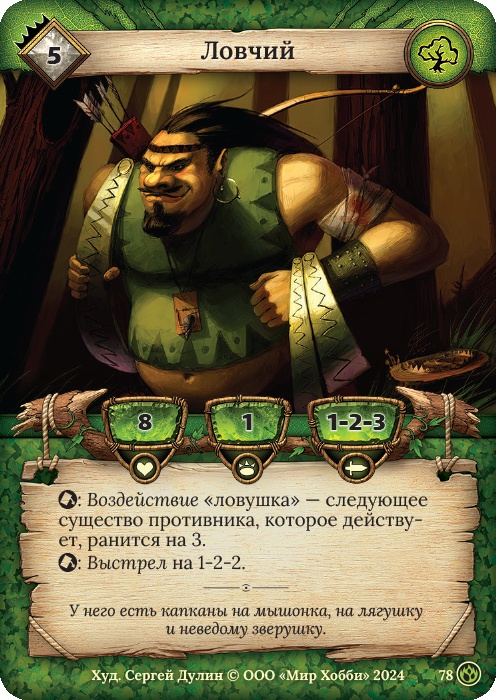 5
Ловчий
8
1
1-2-3
: Воздействие «ловушка» — следующее
существо противника, которое действу-
ет, ранится на 3.
: Выстрел на 1-2-2.
У него есть капканы на мышонка, на лягушку
и неведому зверушку.
Худ. Сергей Дулин © ООО «Мир Хобби» 2024
78